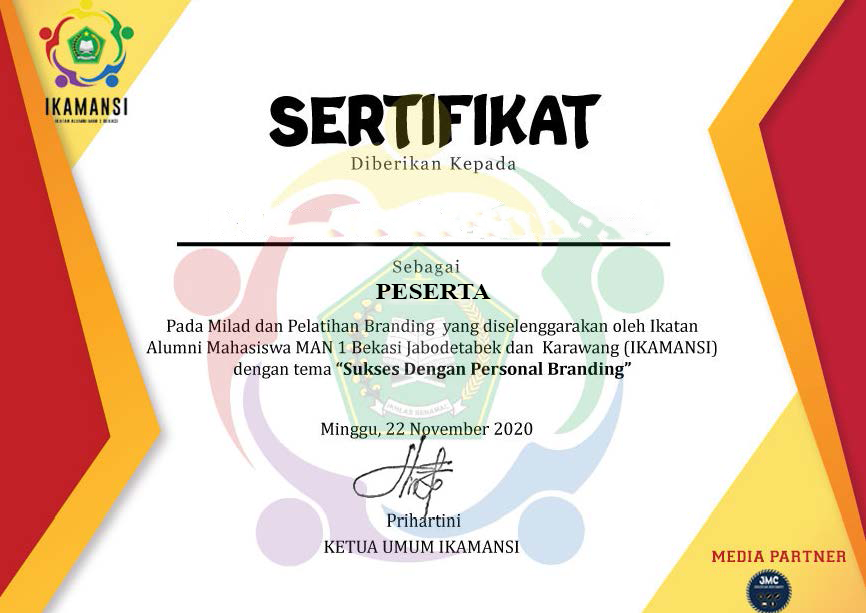 IKAMANSI
IKATAN ALUMNI MAN 1 BEKASI
SERTIFIKAT
Diberikan Kepada
Sebagai
PESERTA
Pada Milad dan Pelatihan Branding yang diselenggarakan oleh Ikatan
Alumni Mahasiswa MAN 1 Bekasi Jabodetabek dan Karawang (IKAMANSI)
dengan tema “Sukses Dengan Personal Branding”
IKHLAS BERAMAL
Minggu, 22 November 2020
Prihartini
KETUA UMUM IKAMANSI
MEDIA PARTNER
JMC